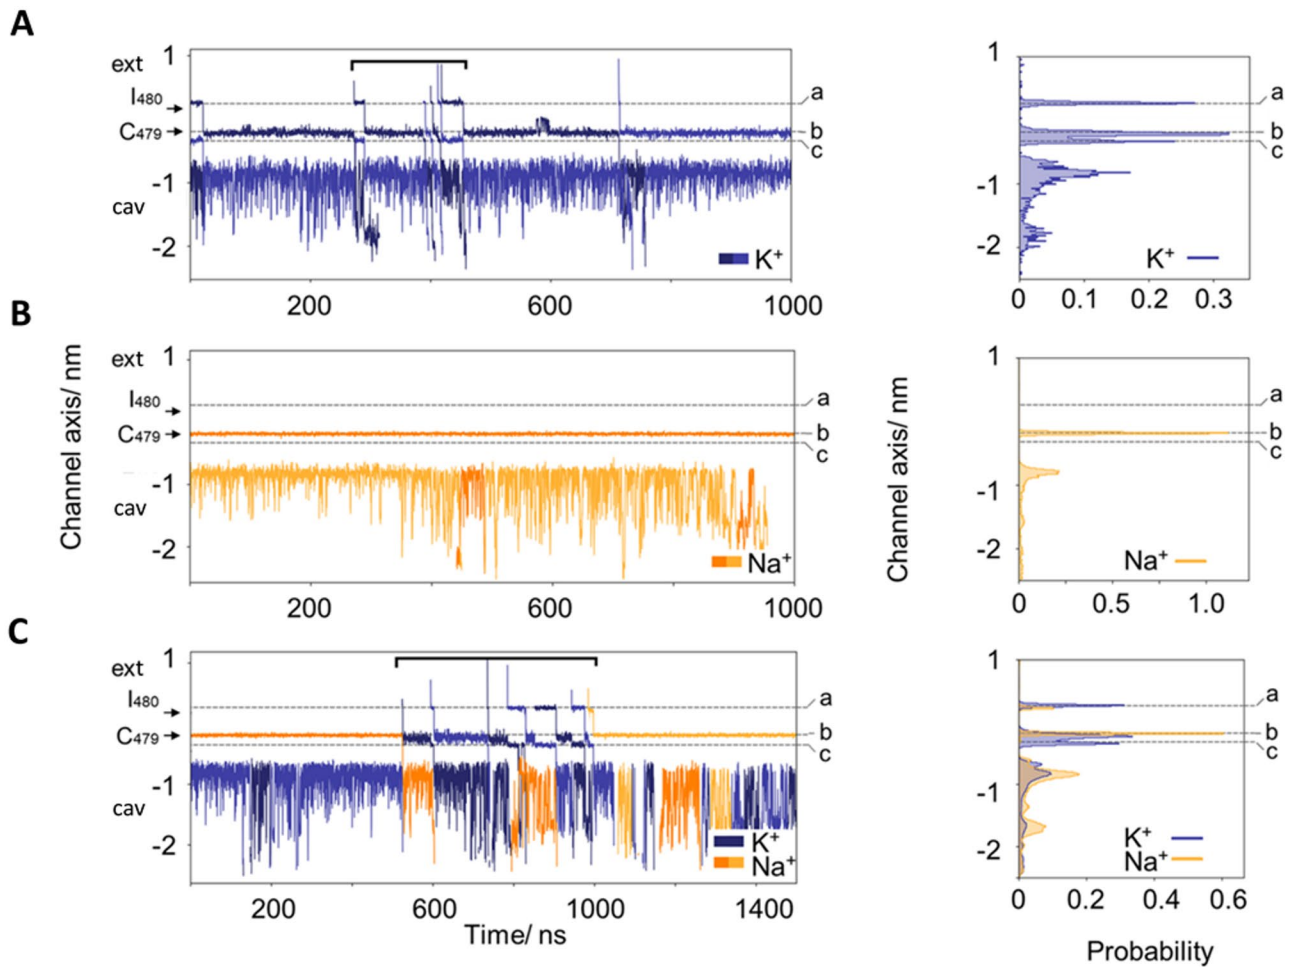 A
ext 1
I480 a
C479 b
c
-1
cav
-2
K+
200 600 1000
1
a
b
c
-1
-2
K+
0 0.1 0.2 0.3
B
ext 1
I480 a
C479 b
c
-1
cav
-2
Na+
200 600 1000
Channel axis/ nm
1
a
b
c
-1
-2
Na+
0 0.5 1.0
Channel axis/ nm
C
ext 1
I480 a
C479 b
c
-1
cav
-2
K+
Na+
200 600 1000 1400
Time/ ns
1
a
b
c
-1
-2
K+
Na+
0 0.2 0.4 0.6
Probability